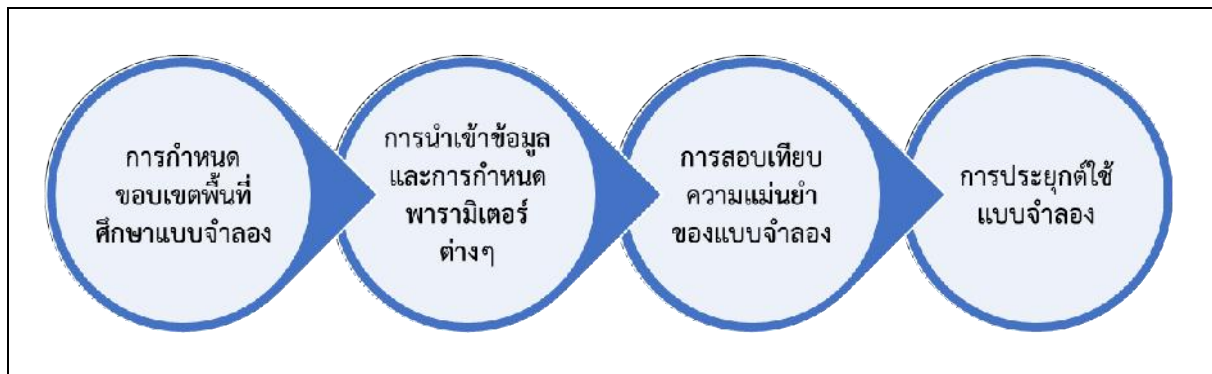 การกำหนด
ขอบเขตพื้นที่
ศึกษาแบบจำลอง
การนำเข้าข้อมูล
และการกำหนด
พารามิเตอร์
ต่างๆ
การสอบเทียบ
ความแม่นยำ
ของแบบจำลอง
การประยุกต์ใช้
แบบจำลอง